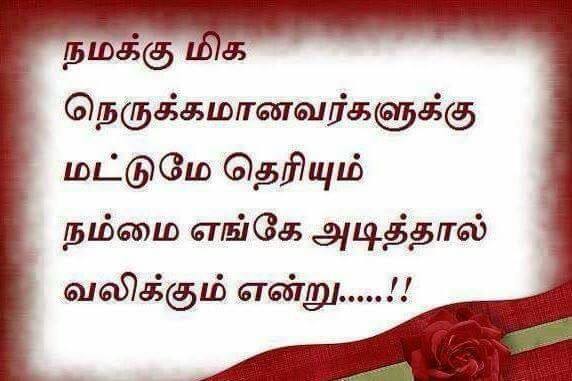 நமக்கு மிக
நெருக்கமானவர்களுக்கு
மட்டுமே தெரியும்
நம்மை எங்கே அடித்தால்
வலிக்கும் என்று.....!!